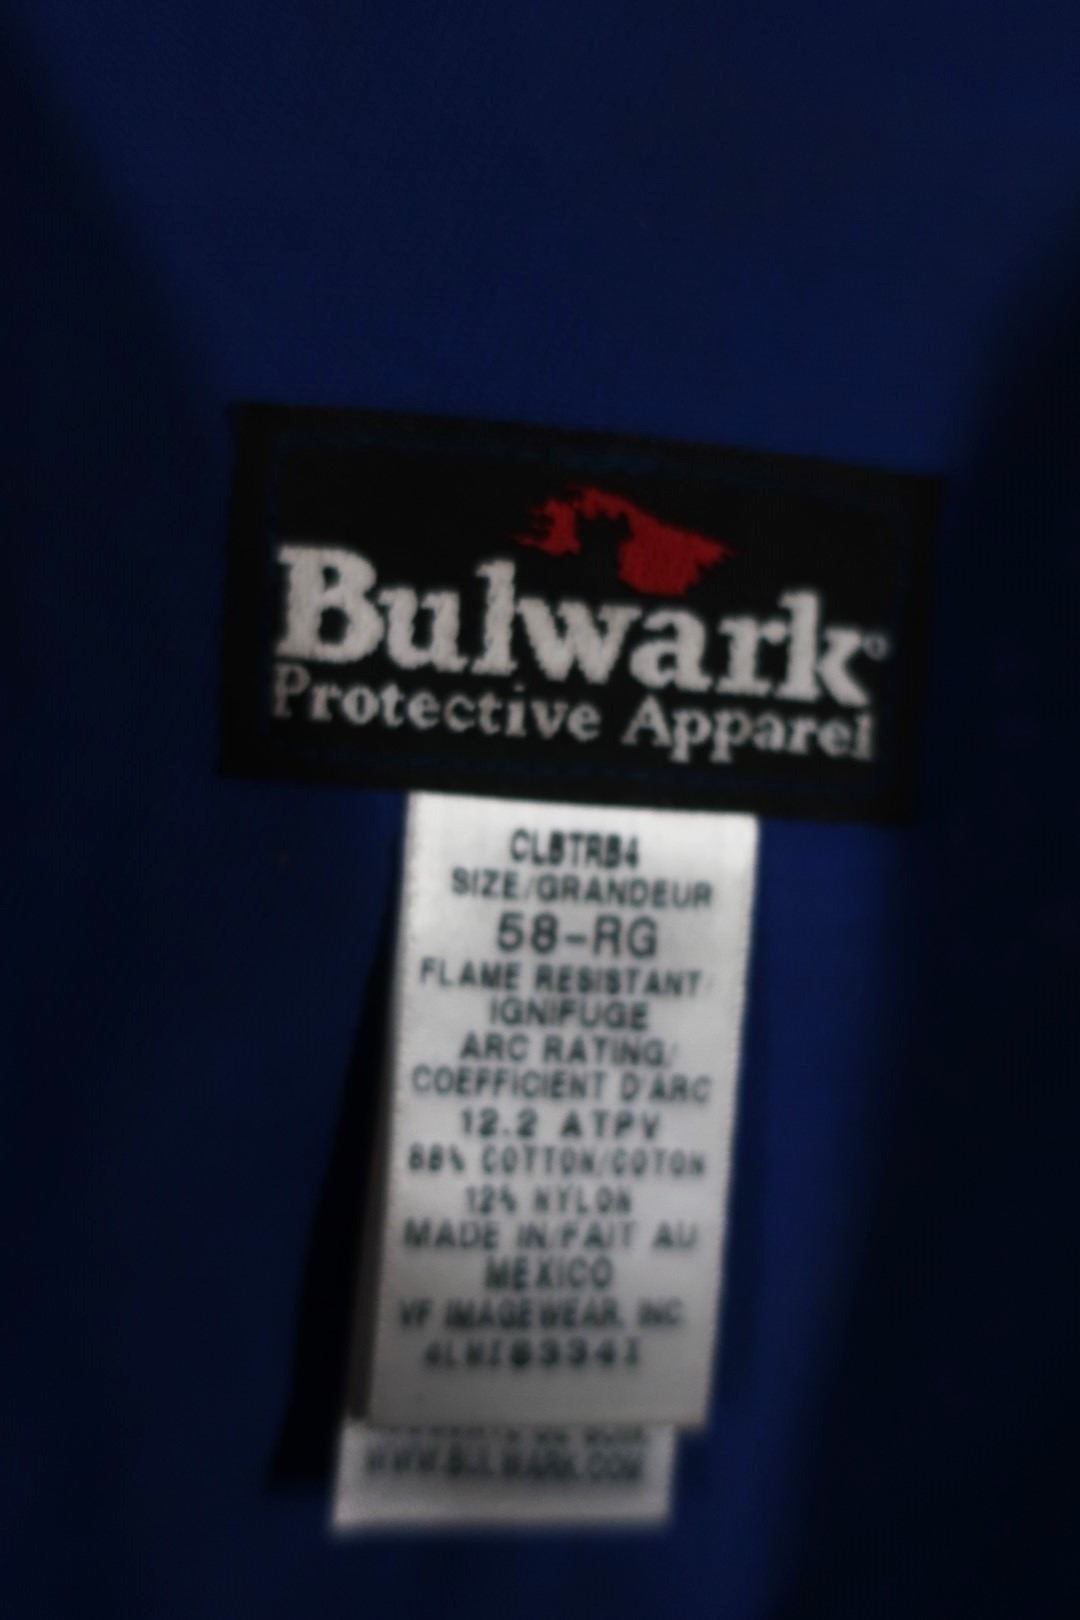 Bulwark
Protective Apparel
CLBTRB4
SIZE/GRANDEUR
58-RG
FLAME RESISTANT/
IGNIFUGE
ARC RATING/
COEFFICIENT D'ARC
12.2 ATPV
88% COTTON/COTON
12% NYLON
MADE IN/FAIT AU
MEXICO
VF IMAGEWEAR, INC.
WWW.BULWARK.COM